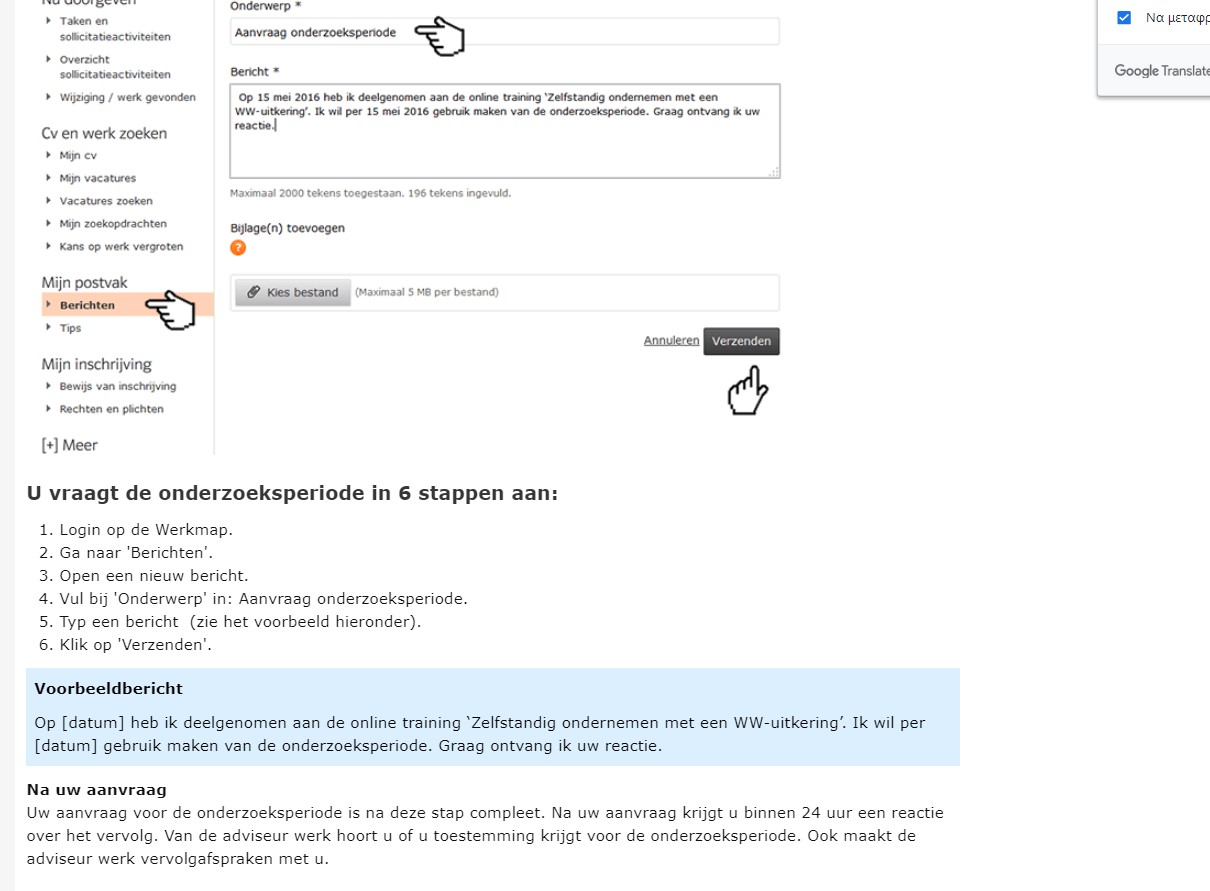 Na doorgeven
Taken en
sollicitatieactiviteiten
Overzicht
sollicitatieactiviteiten
Wijziging / werk gevonden
Cv en werk zoeken
Mijn cv
Mijn vacatures
Vacatures zoeken
Mijn zoekopdrachten
Kans op werk vergroten
Mijn postvak
Berichten
Tips
Mijn inschrijving
Bewijs van inschrijving
Rechten en plichten
[+] Meer
Onderwerp *
Aanvraag onderzoeksperiode
Bericht *
Op 15 mei 2016 heb ik deelgenomen aan de online training ‘Zelfstandig ondernemen met een
WW-uitkering’. Ik wil per 15 mei 2016 gebruik maken van de onderzoeksperiode. Graag ontvang ik uw
reactie.
Maximaal 2000 tekens toegestaan. 196 tekens ingevuld.
Bijlage(n) toevoegen
?
Kies bestand (Maximaal 5 MB per bestand)
Annuleren Verzenden
Να μεταφρ
Google Translate
U vraagt de onderzoeksperiode in 6 stappen aan:
1. Login op de Werkmap.
2. Ga naar 'Berichten'.
3. Open een nieuw bericht.
4. Vul bij 'Onderwerp' in: Aanvraag onderzoeksperiode.
5. Typ een bericht (zie het voorbeeld hieronder).
6. Klik op 'Verzenden'.
Voorbeeldbericht
Op [datum] heb ik deelgenomen aan de online training ‘Zelfstandig ondernemen met een WW-uitkering’. Ik wil per
[datum] gebruik maken van de onderzoeksperiode. Graag ontvang ik uw reactie.
Na uw aanvraag
Uw aanvraag voor de onderzoeksperiode is na deze stap compleet. Na uw aanvraag krijgt u binnen 24 uur een reactie
over het vervolg. Van de adviseur werk hoort u of u toestemming krijgt voor de onderzoeksperiode. Ook maakt de
adviseur werk vervolgafspraken met u.